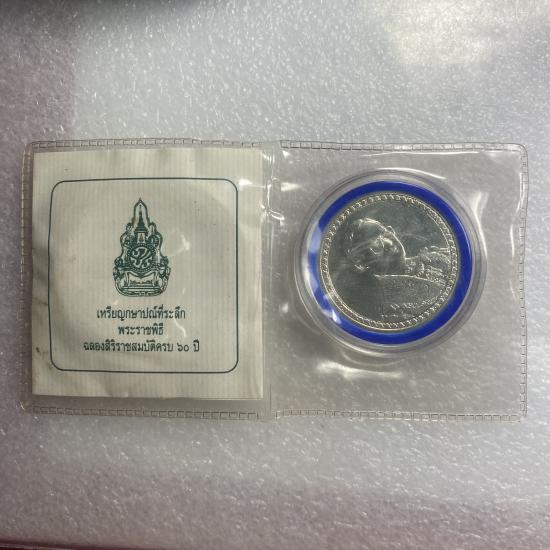 เหรียญกษาปณ์ที่ระลึก
พระราชพิธี
ฉลองสิริราชสมบัติครบ ๖๐ ปี